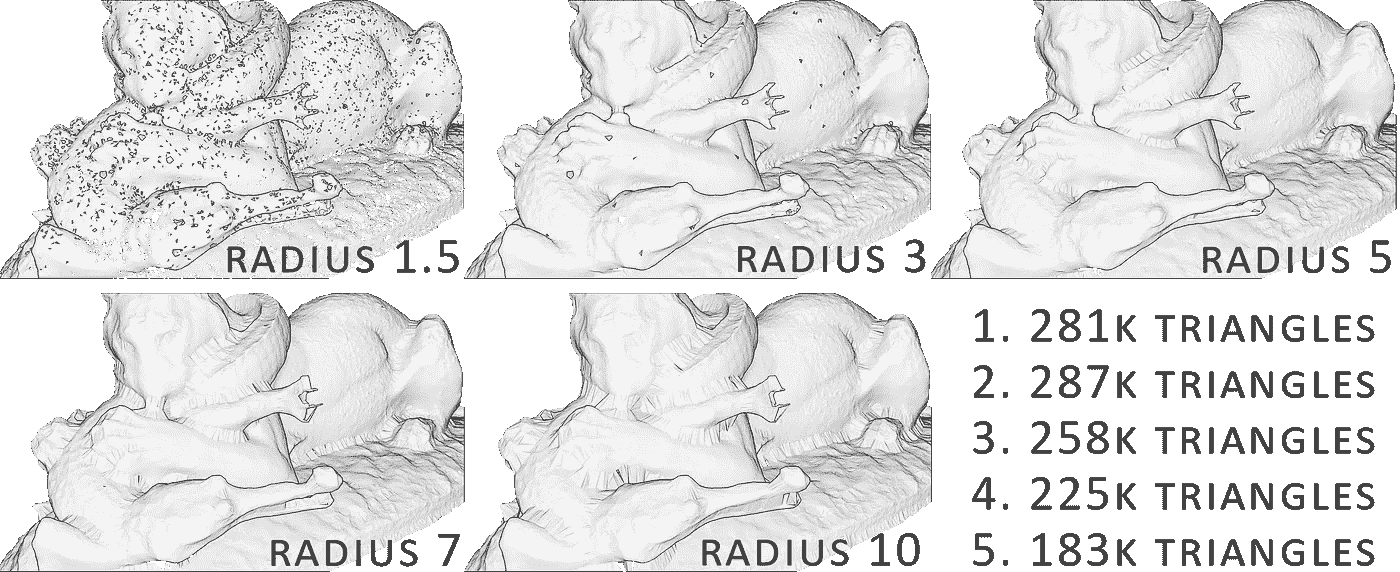 RADIUS 1.5
RADIUS 3
RADIUS 5
RADIUS 7
RADIUS 10
1. 281K TRIANGLES
2. 287K TRIANGLES
3. 258K TRIANGLES
4. 225K TRIANGLES
5. 183K TRIANGLES